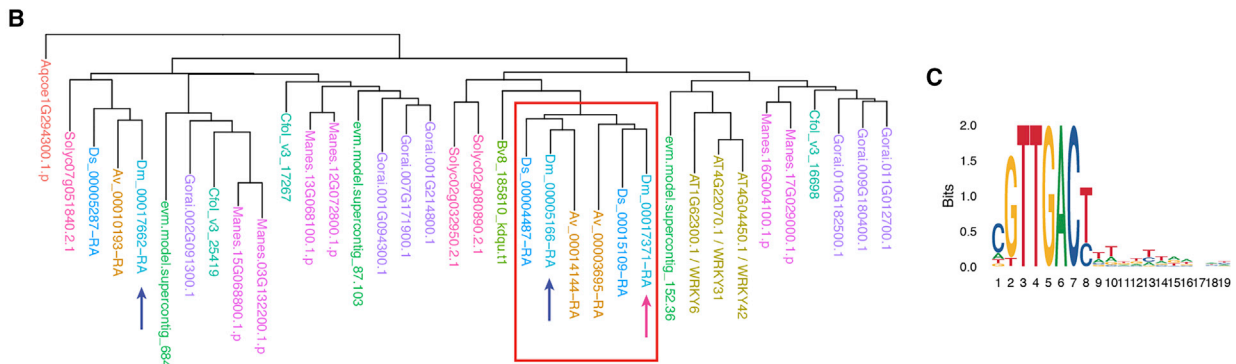 B
Aqcoe1G294300.1.p
Solyc07g051840.2.1
Ds_00005287-RA
Av_00010193-RA
Dm_00017662-RA
evm.model.supercontig_684
Gorai.002G091300.1
Cfol_v3_25419
Manes.15G068800.1.p
Manes.03G132200.1.p
Cfol_v3_17267
Manes.13G068100.1.p
Manes.12G072800.1.p
evm.model.supercontig_87.103
Gorai.001G094300.1
Gorai.007G171900.1
Gorai.001G214800.1
Solyc02g032950.2.1
Solyc02g080890.2.1
Bv8_185810_kdqu.t1
Ds_00004487-RA
Dm_00005166-RA
Av_00014144-RA
Av_00003695-RA
Ds_00015109-RA
Dm_00017371-RA
evm.model.supercontig_152.36
AT1G62300.1 / WRKY6
AT4G22070.1 / WRKY31
AT4G04450.1 / WRKY42
Manes.16G004100.1.p
Manes.17G029000.1.p
Cfol_v3_16898
Gorai.010G182500.1
Gorai.009G180400.1
Gorai.011G012700.1
C
Bits
2.0
1.5
1.0
0.5
0.0
CGTTGACT
C
1 2 3 4 5 6 7 8 9 10 11 12 13 14 15 16 17 18 19